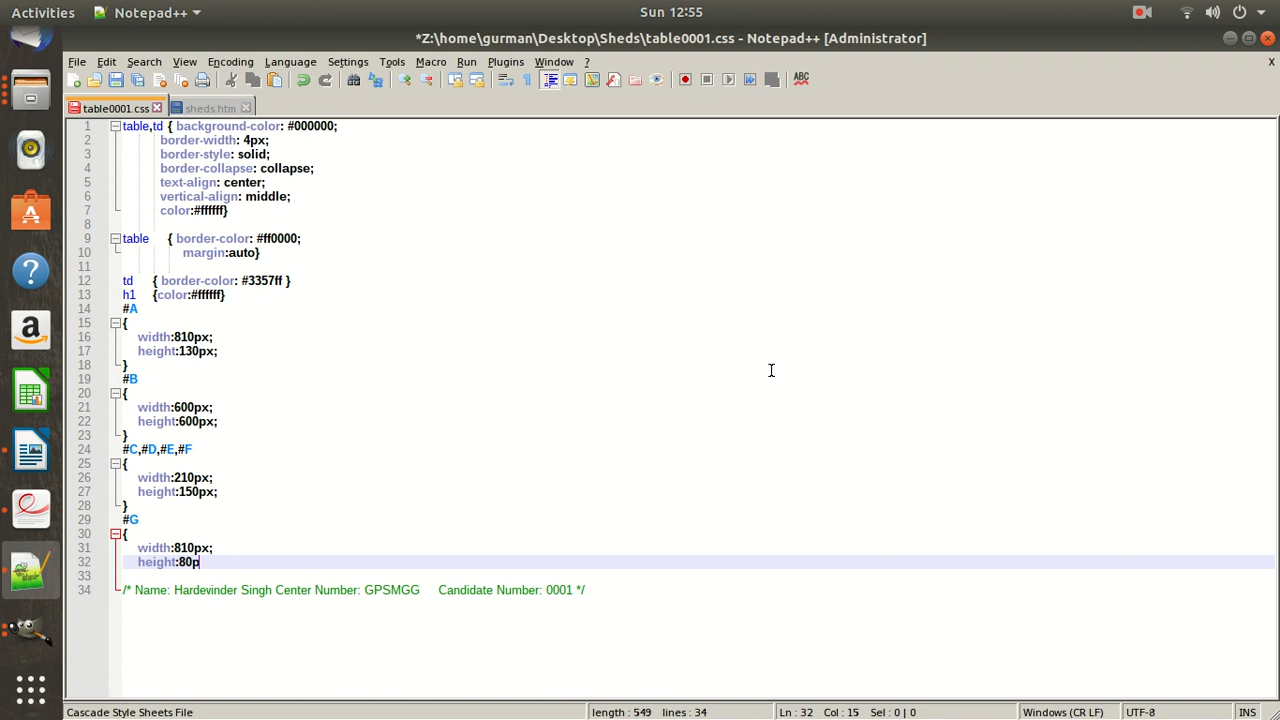 Activities Notepad++ Sun 12:55
*Z:\home\gurman\Desktop\Sheds\table0001.css - Notepad++ [Administrator]
File Edit Search View Encoding Language Settings Tools Macro Run Plugins Window ? X
table0001.css sheds.htm
1 table,td { background-color: #000000;
2 border-width: 4px;
3 border-style: solid;
4 border-collapse: collapse;
5 text-align: center;
6 vertical-align: middle;
7 color:#ffffff}
8
9 table { border-color: #ff0000;
10 margin:auto}
11
12 td { border-color: #3357ff }
13 h1 {color:#ffffff}
14 #A
15 {
16 width:810px;
17 height:130px;
18 }
19 #B
20 {
21 width:600px;
22 height:600px;
23 }
24 #C,#D,#E,#F
25 {
26 width:210px;
27 height:150px;
28 }
29 #G
30 {
31 width:810px;
32 height:80p
33
34 /* Name: Hardevinder Singh Center Number: GPSMGG Candidate Number: 0001 */
Cascade Style Sheets File length : 549 lines : 34 Ln : 32 Col : 15 Sel : 0 | 0 Windows (CR LF) UTF-8 INS